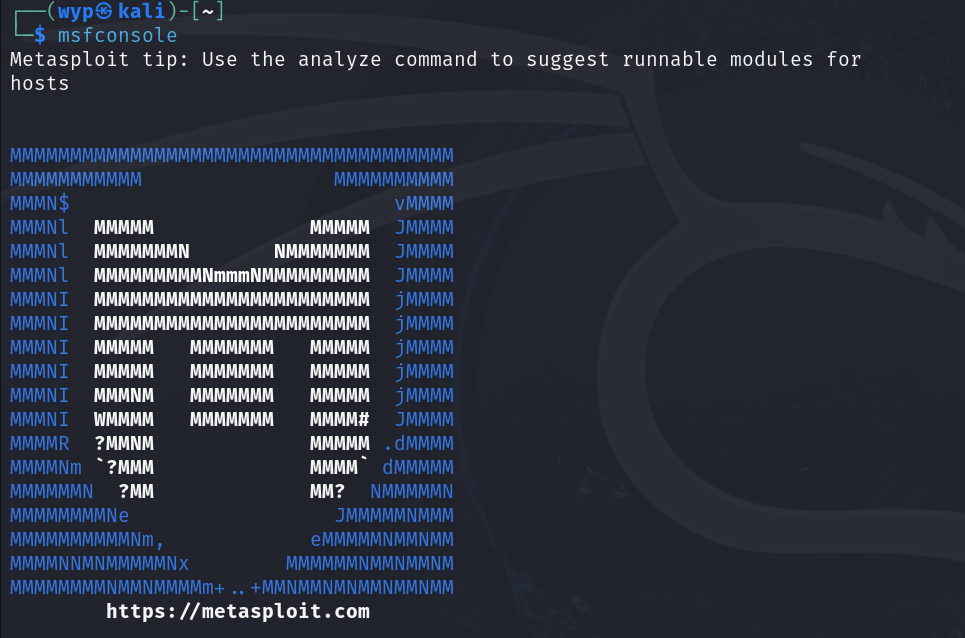 ┌──(wyp㉿kali)-[~]
└─$ msfconsole
Metasploit tip: Use the analyze command to suggest runnable modules for
hosts
MMMMMMMMMMMMMMMMMMMMMMMMMMMMMMMMMMMMM
MMMMMMMMMMM                MMMMMMMMMM
MMMN$                           vMMMM
MMMNl  MMMMM             MMMMM  JMMMM
MMMNl  MMMMMMMN       NMMMMMMM  JMMMM
MMMNl  MMMMMMMMMNmmmNMMMMMMMMM  JMMMM
MMMNI  MMMMMMMMMMMMMMMMMMMMMMM  jMMMM
MMMNI  MMMMMMMMMMMMMMMMMMMMMMM  jMMMM
MMMNI  MMMMM   MMMMMMM   MMMMM  jMMMM
MMMNI  MMMMM   MMMMMMM   MMMMM  jMMMM
MMMNI  MMMNM   MMMMMMM   MMMMM  jMMMM
MMMNI  WMMMM   MMMMMMM   MMMM#  JMMMM
MMMMR  ?MMNM             MMMMM .dMMMM
MMMMNm `?MMM             MMMM` dMMMMM
MMMMMMN  ?MM             MM?  NMMMMMN
MMMMMMMMNe                 JMMMMMNMMM
MMMMMMMMMMNm,            eMMMMMNMMNMM
MMMMNNMNMMMMMNx        MMMMMMNMMNMMNM
MMMMMMMMNMMNMMMMm+..+MMNMMNMNMMNMMNMM
https://metasploit.com